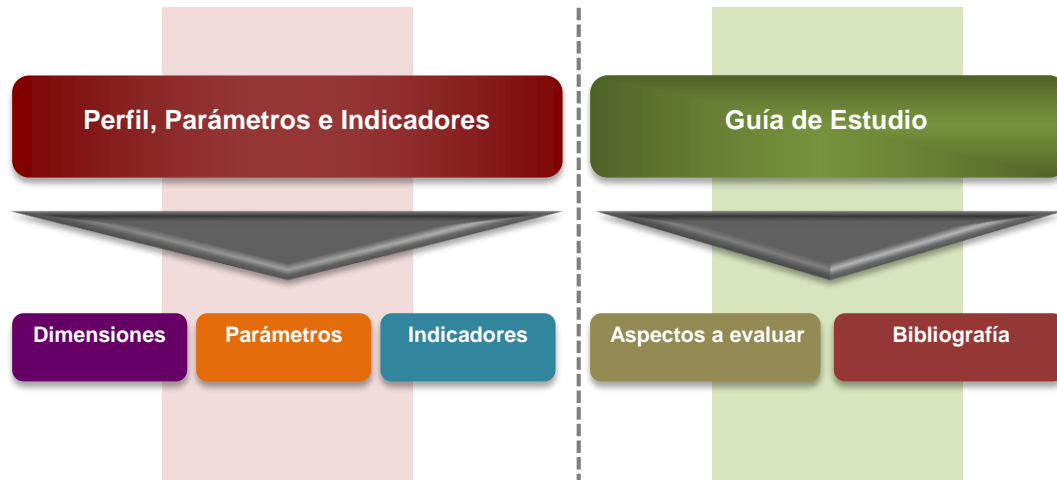 Perfil, Parámetros e Indicadores
Guía de Estudio
Dimensiones
Parámetros
Indicadores
Aspectos a evaluar
Bibliografía